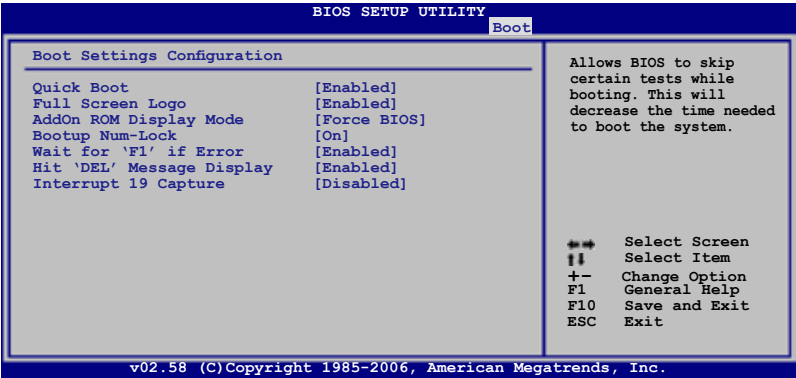 BIOS SETUP UTILITY
Boot
Boot Settings Configuration
Quick Boot [Enabled]
Full Screen Logo [Enabled]
AddOn ROM Display Mode [Force BIOS]
Bootup Num-Lock [On]
Wait for ‘F1’ if Error [Enabled]
Hit ‘DEL’ Message Display [Enabled]
Interrupt 19 Capture [Disabled]
Allows BIOS to skip
certain tests while
booting. This will
decrease the time needed
to boot the system.
←→ Select Screen
↑↓ Select Item
+- Change Option
F1 General Help
F10 Save and Exit
ESC Exit
v02.58 (C)Copyright 1985-2006, American Megatrends, Inc.